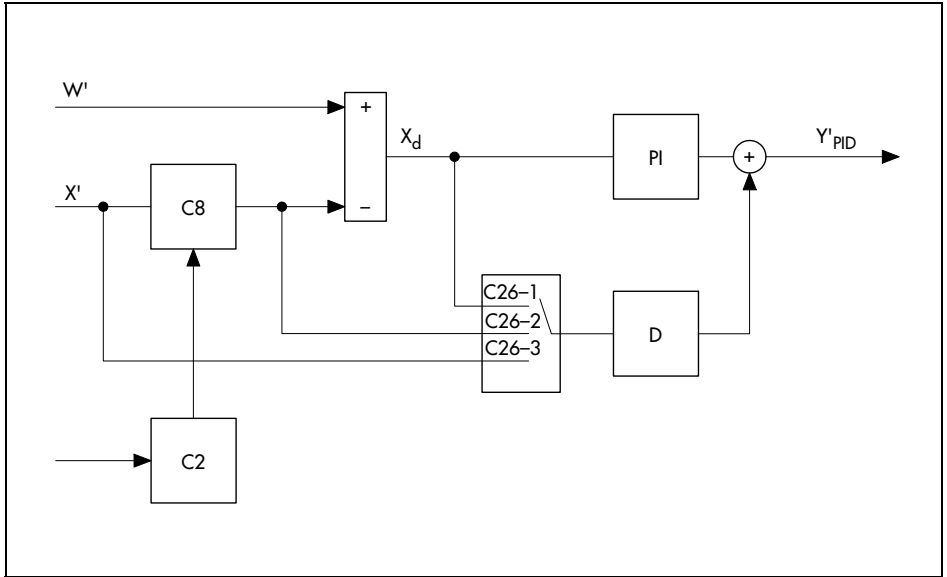 W'
+
X_d
PI
+
Y'_PID
X'
C8
–
C26–1
C26–2
C26–3
D
C2